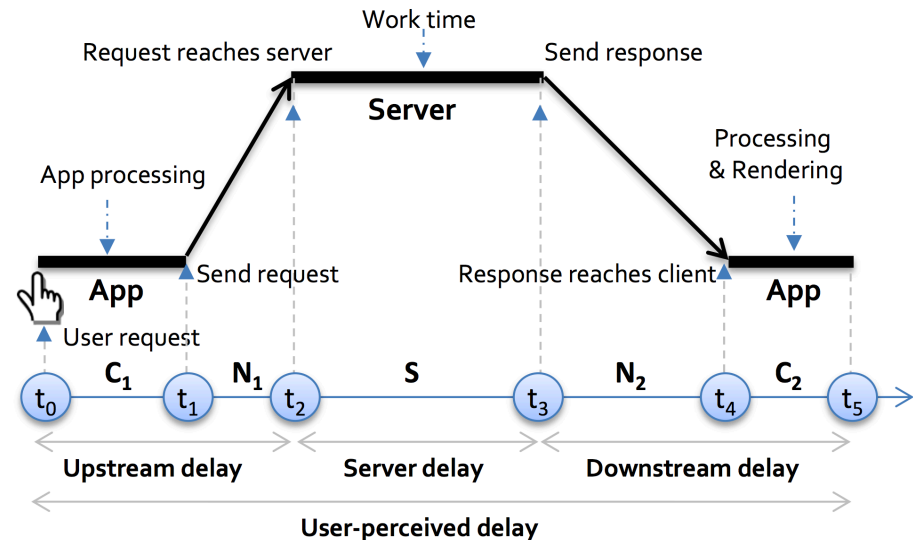 Work time
Request reaches server
Send response
Server
Processing
& Rendering
App processing
Send request
Response reaches client
App
App
User request
C₁
N₁
S
N₂
C₂
t₀
t₁
t₂
t₃
t₄
t₅
Upstream delay
Server delay
Downstream delay
User-perceived delay